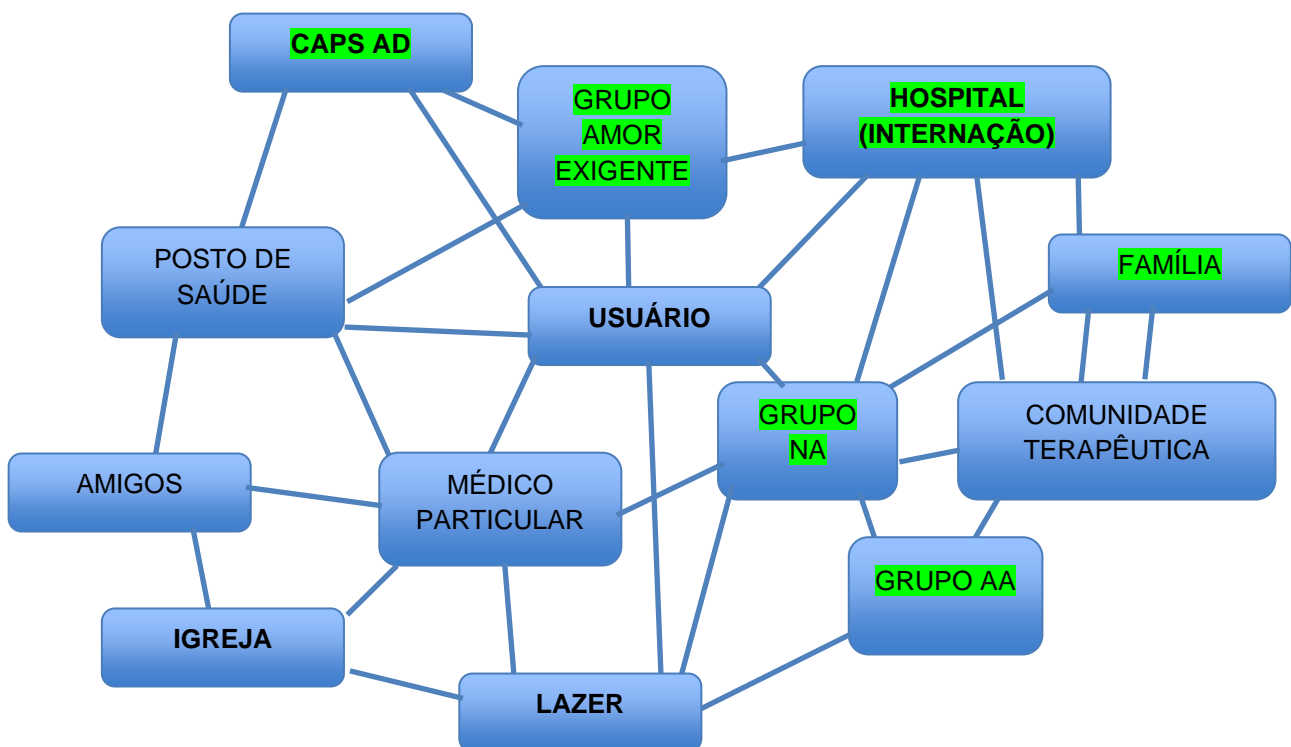 CAPS AD
GRUPO
AMOR
EXIGENTE
HOSPITAL
(INTERNAÇÃO)
POSTO DE
SAÚDE
FAMÍLIA
USUÁRIO
GRUPO
NA
COMUNIDADE
TERAPÊUTICA
AMIGOS
MÉDICO
PARTICULAR
GRUPO AA
IGREJA
LAZER